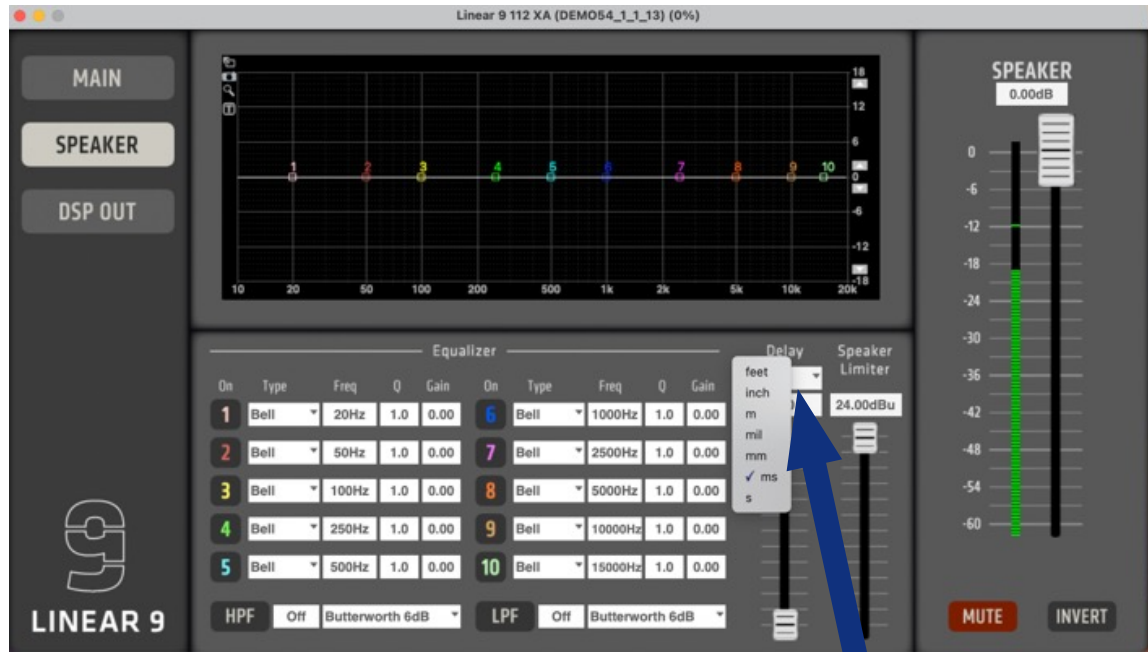 Linear 9 112 XA (DEMO54_1_1_13) (0%)
MAIN
SPEAKER
DSP OUT
9
LINEAR 9
18
12
6
0
-6
-12
-18
1 2 3 4 5 6 7 8 9 10
10 20 50 100 200 500 1k 2k 5k 10k 20k
Equalizer
On Type Freq Q Gain On Type Freq Q Gain
1 Bell 20Hz 1.0 0.00 6 Bell 1000Hz 1.0 0.00
2 Bell 50Hz 1.0 0.00 7 Bell 2500Hz 1.0 0.00
3 Bell 100Hz 1.0 0.00 8 Bell 5000Hz 1.0 0.00
4 Bell 250Hz 1.0 0.00 9 Bell 10000Hz 1.0 0.00
5 Bell 500Hz 1.0 0.00 10 Bell 15000Hz 1.0 0.00
HPF Off Butterworth 6dB LPF Off Butterworth 6dB
Delay
feet
inch
m
mil
mm
✓ ms
s
Speaker
Limiter
24.00dBu
SPEAKER
0.00dB
0
-6
-12
-18
-24
-30
-36
-42
-48
-54
-60
MUTE INVERT